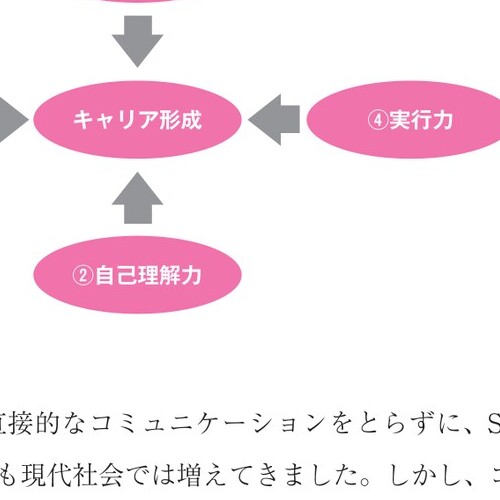 キャリア形成
④実行力
②自己理解力
直接的なコミュニケーションをとらずに、S
も現代社会では増えてきました。しかし、コ